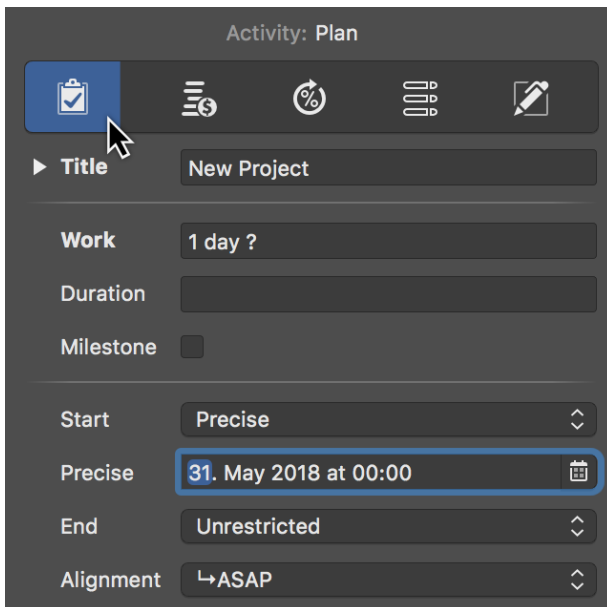 Activity: Plan
Title New Project
Work 1 day ?
Duration
Milestone
Start Precise
Precise 31. May 2018 at 00:00
End Unrestricted
Alignment ↪ASAP